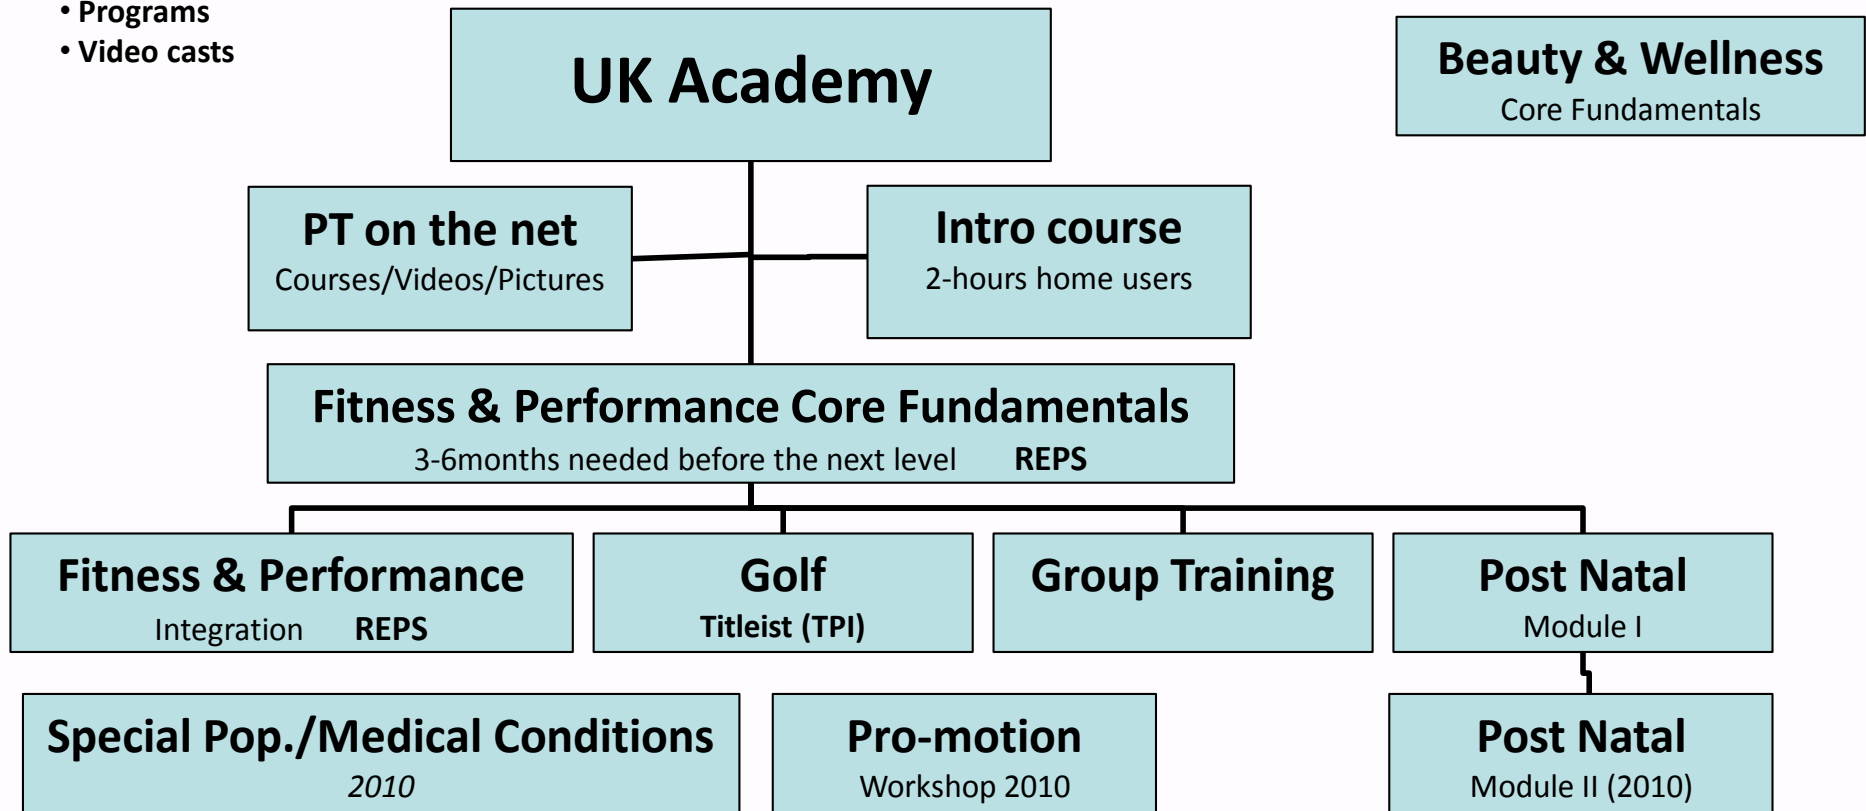 • Programs
• Video casts
UK Academy
Beauty & Wellness
Core Fundamentals
PT on the net
Courses/Videos/Pictures
Intro course
2-hours home users
Fitness & Performance Core Fundamentals
3-6months needed before the next level REPS
Fitness & Performance
Integration REPS
Golf
Titleist (TPI)
Group Training
Post Natal
Module I
Special Pop./Medical Conditions
2010
Pro-motion
Workshop 2010
Post Natal
Module II (2010)